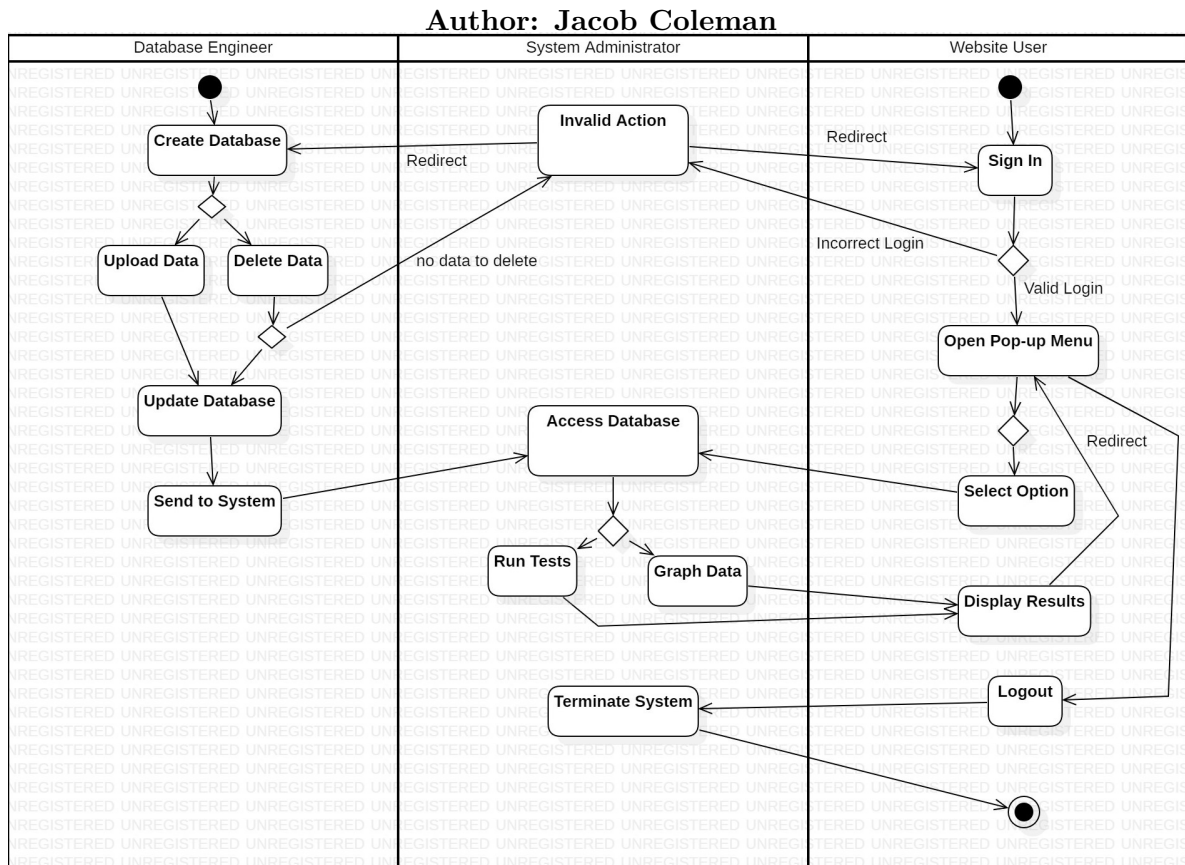 Author: Jacob Coleman
Database Engineer
System Administrator
Website User
Create Database
Invalid Action
Redirect
Redirect
Sign In
Upload Data
Delete Data
no data to delete
Incorrect Login
Valid Login
Open Pop-up Menu
Update Database
Access Database
Redirect
Send to System
Select Option
Run Tests
Graph Data
Display Results
Terminate System
Logout
UNREGISTERED